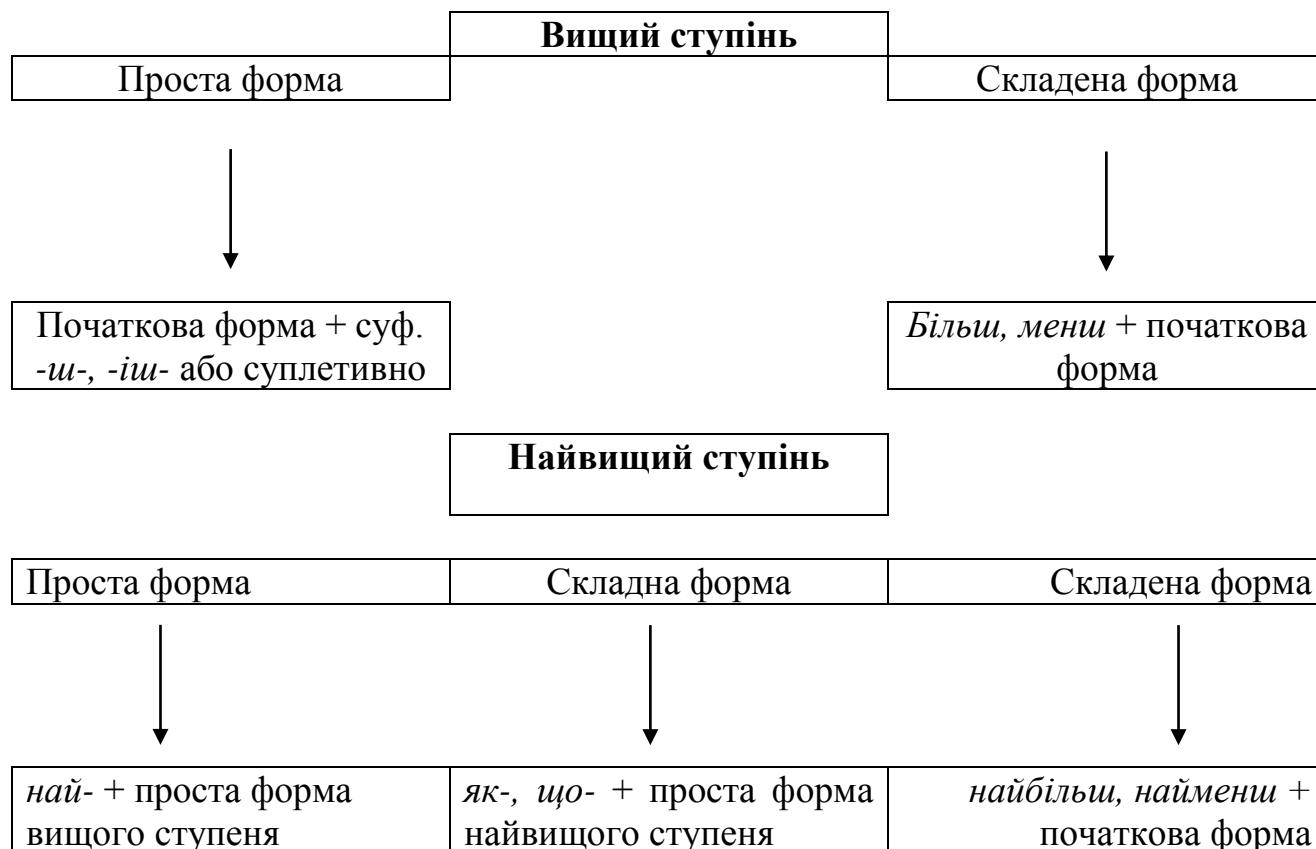 Вищий ступінь
Проста форма
Складена форма
Початкова форма + суф.
-ш-, -іш- або суплетивно
Більш, менш + початкова
форма
Найвищий ступінь
Проста форма
Складна форма
Складена форма
най- + проста форма
вищого ступеня
як-, що- + проста форма
найвищого ступеня
найбільш, найменш +
початкова форма